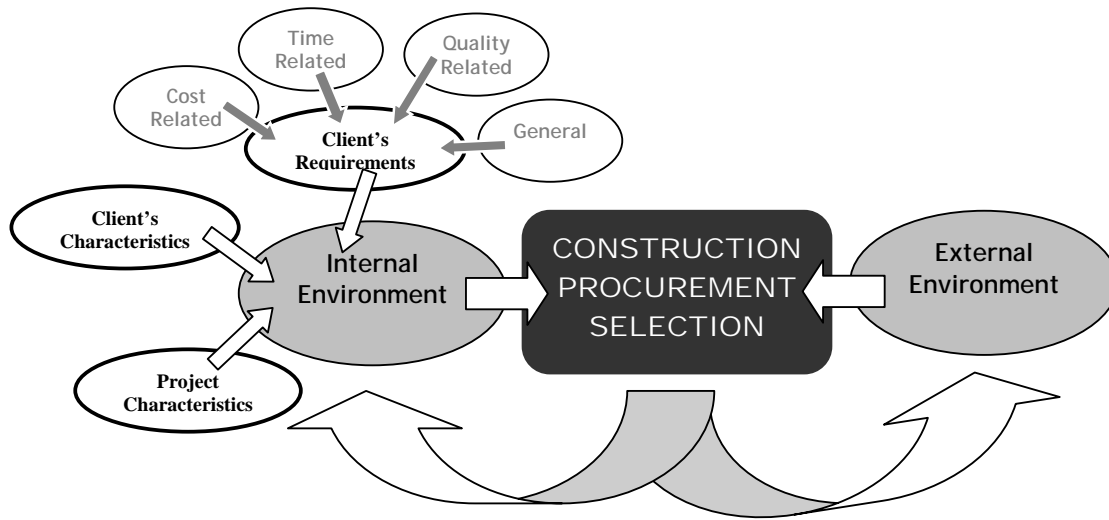 Time
Related
Quality
Related
Cost
Related
General
Client's
Requirements
Client's
Characteristics
Internal
Environment
CONSTRUCTION
PROCUREMENT
SELECTION
External
Environment
Project
Characteristics